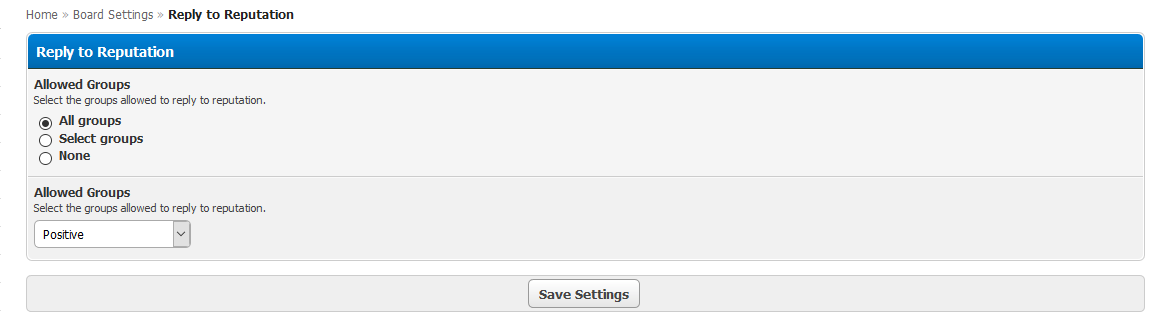 Home » Board Settings » Reply to Reputation
Reply to Reputation
Allowed Groups
Select the groups allowed to reply to reputation.
All groups
Select groups
None
Allowed Groups
Select the groups allowed to reply to reputation.
Positive
Save Settings